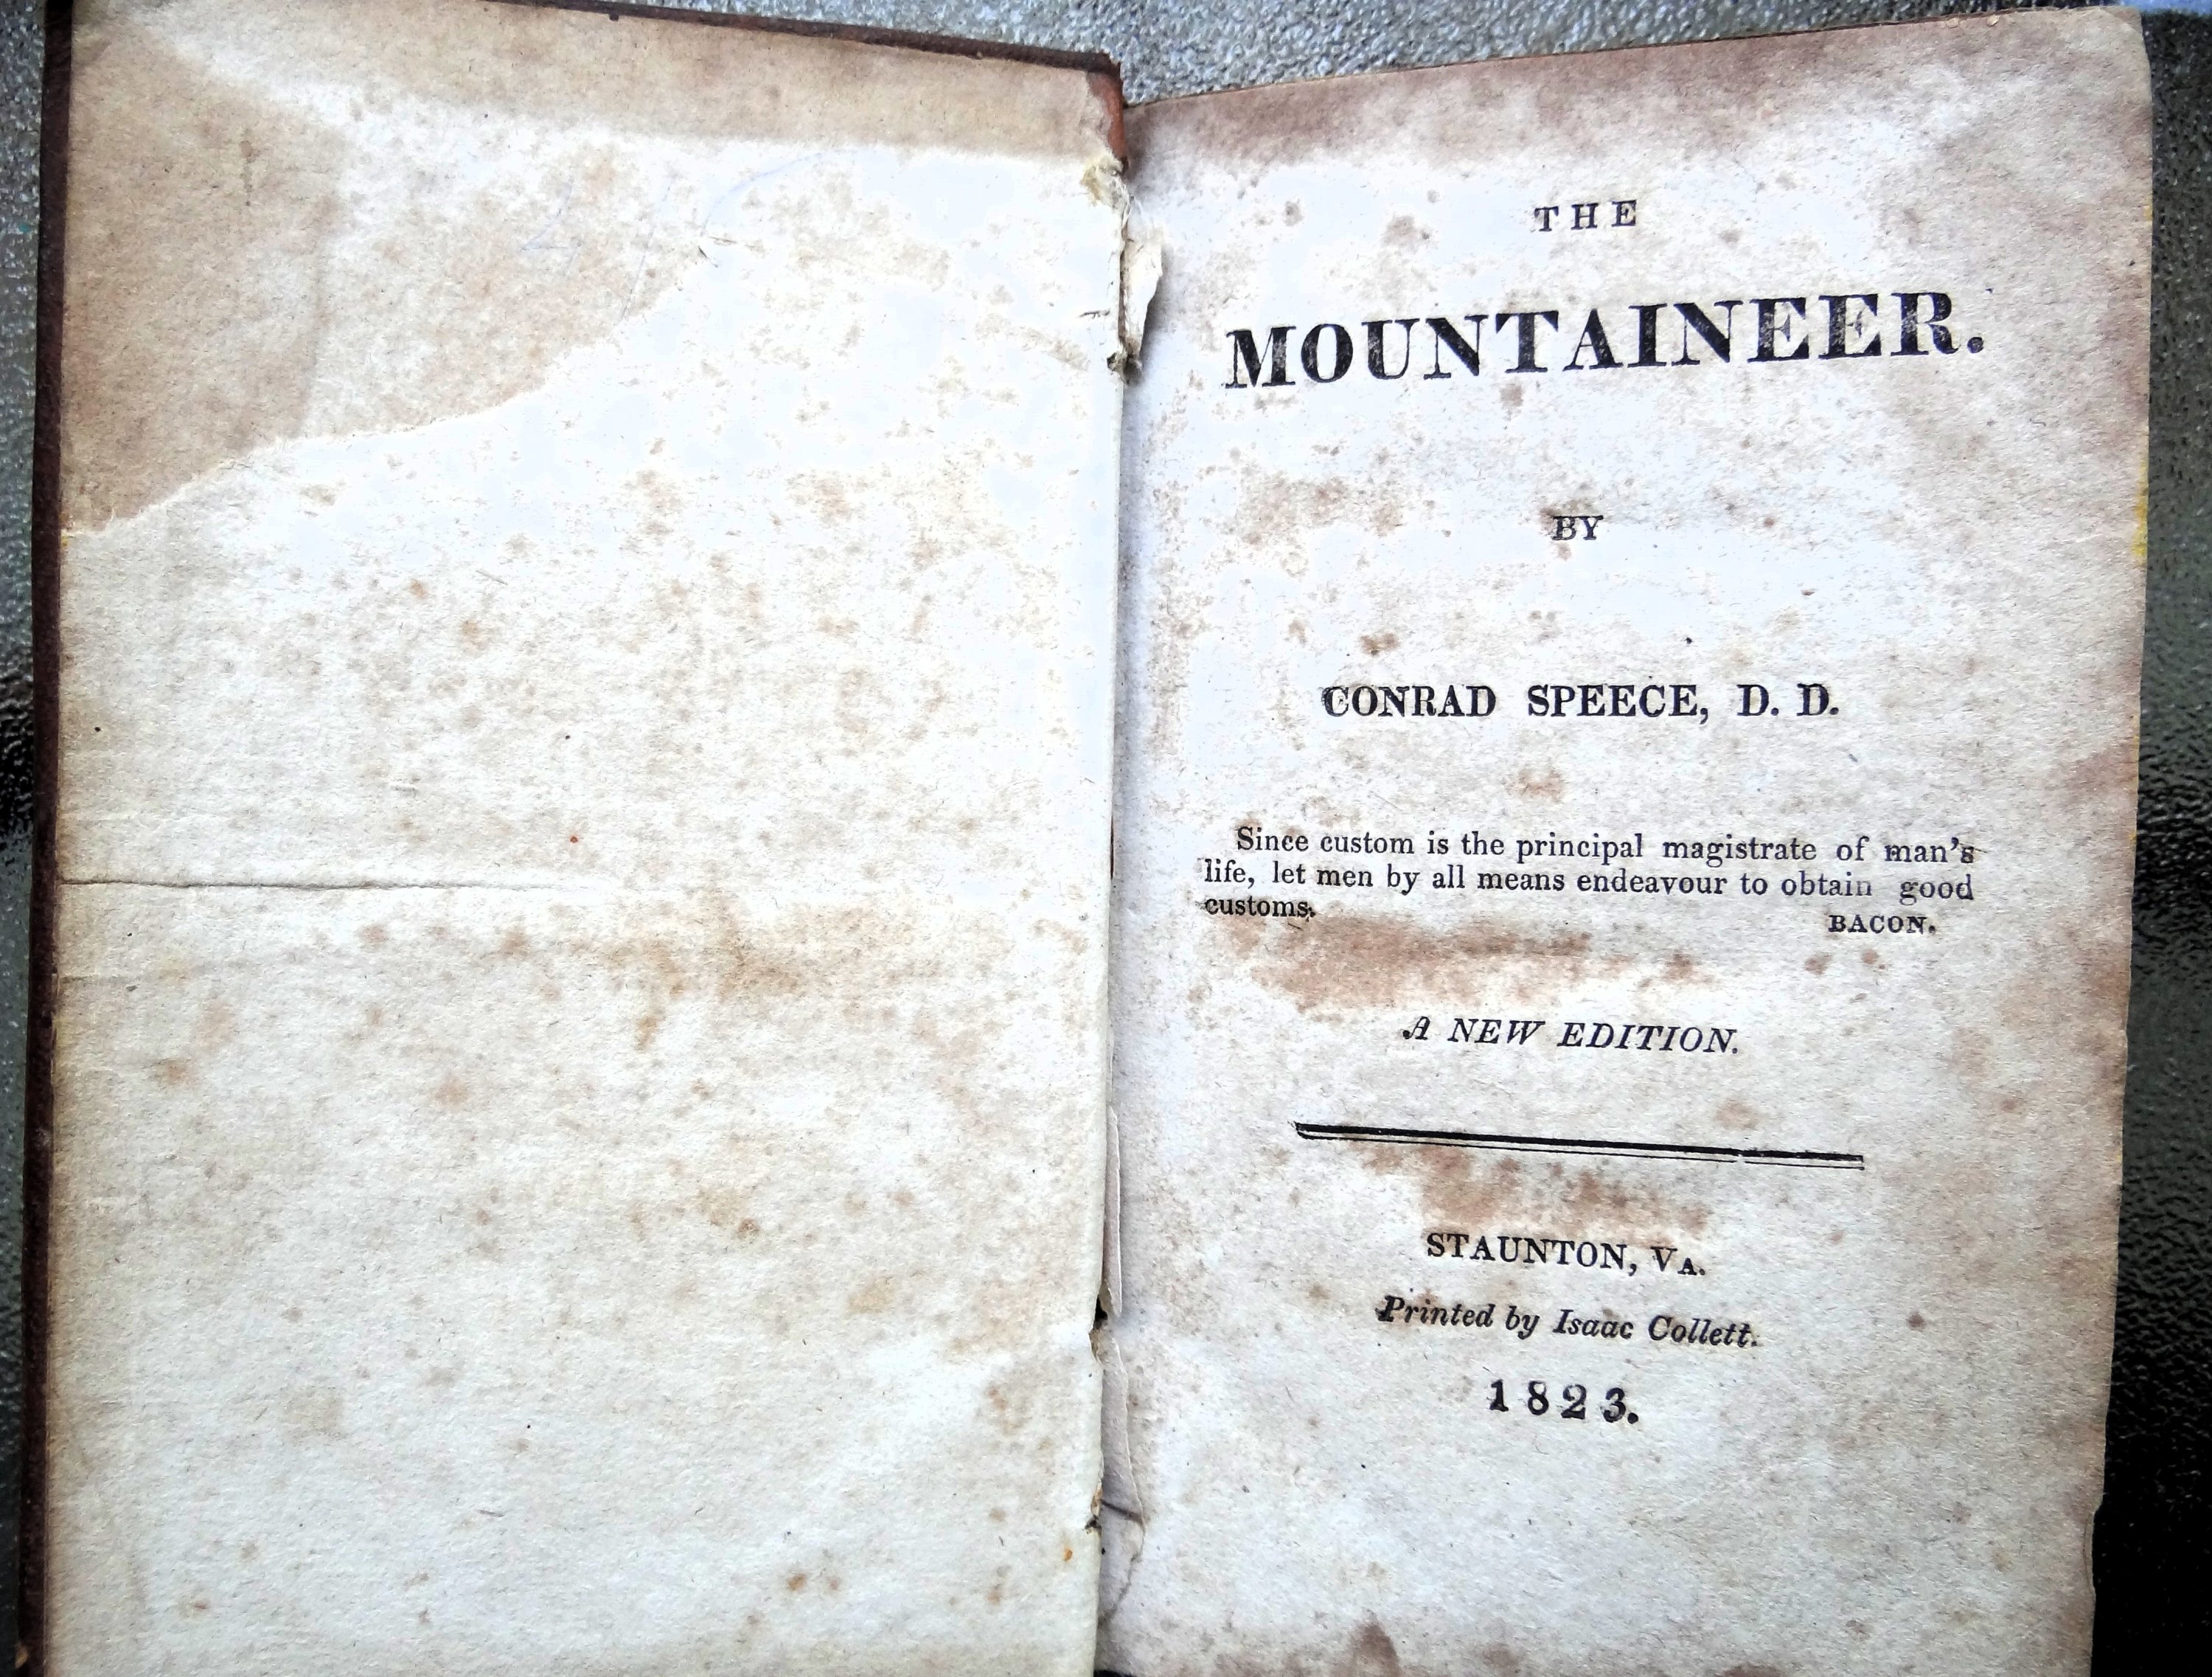 THE
MOUNTAINEER.
BY
CONRAD SPEECE, D. D.
Since custom is the principal magistrate of man's
life, let men by all means endeavour to obtain good
customs.
BACON.
A NEW EDITION.
STAUNTON, VA.
Printed by Isaac Collett.
1823.